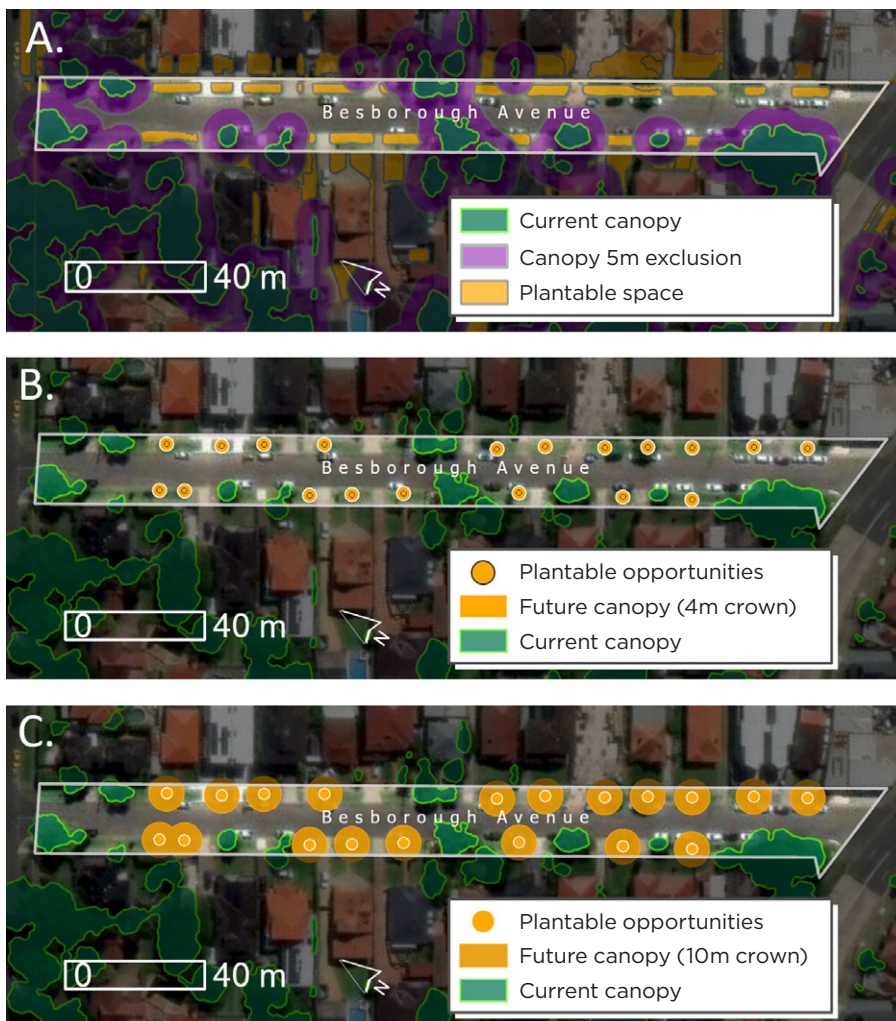 A.
Besborough Avenue
Current canopy
Canopy 5m exclusion
Plantable space
0 40 m
N
B.
Besborough Avenue
Plantable opportunities
Future canopy (4m crown)
Current canopy
0 40 m
N
C.
Besborough Avenue
Plantable opportunities
Future canopy (10m crown)
Current canopy
0 40 m
N